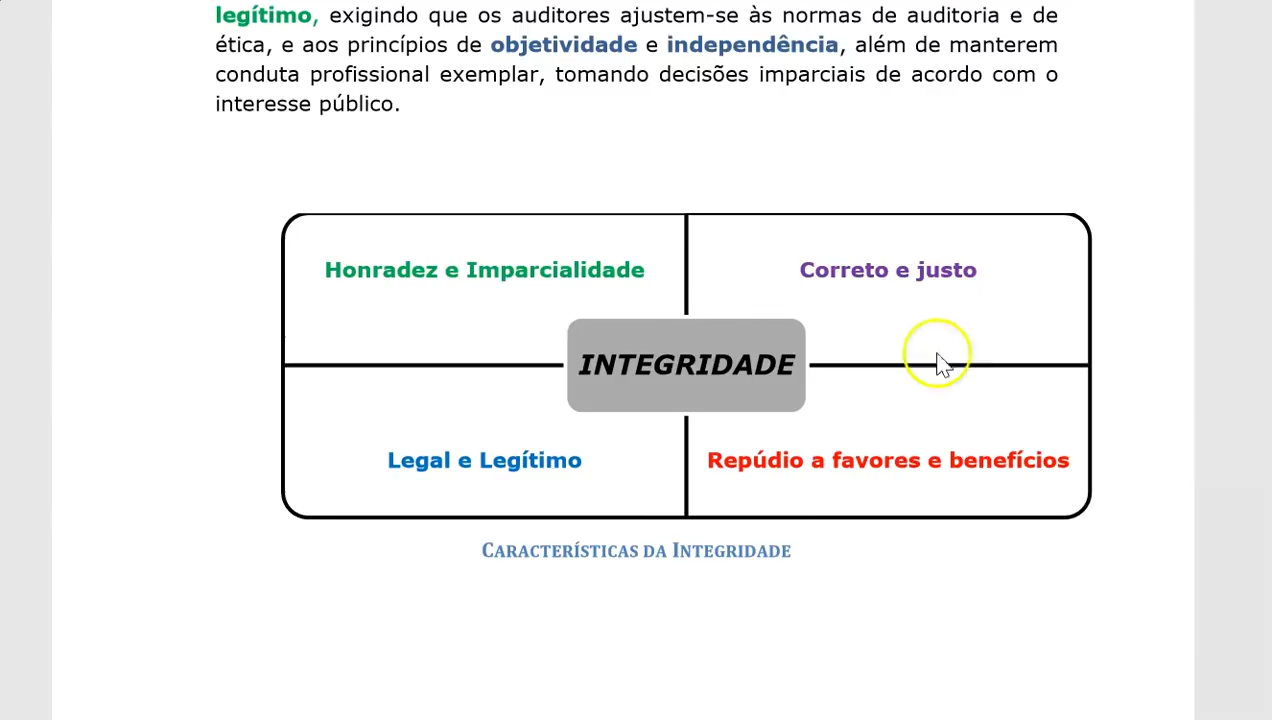 legítimo, exigindo que os auditores ajustem-se às normas de auditoria e de
ética, e aos princípios de objetividade e independência, além de manterem
conduta profissional exemplar, tomando decisões imparciais de acordo com o
interesse público.
Honradez e Imparcialidade
Correto e justo
INTEGRIDADE
Legal e Legítimo
Repúdio a favores e benefícios
CARACTERÍSTICAS DA INTEGRIDADE